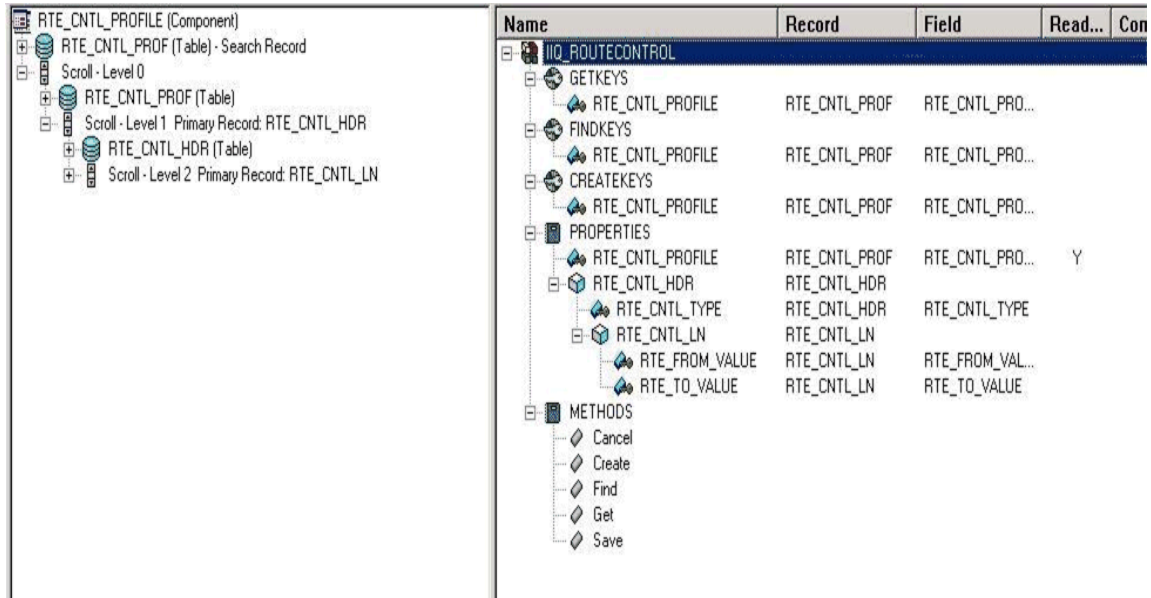 RTE_CNTL_PROFILE (Component)
RTE_CNTL_PROF (Table) - Search Record
Scroll - Level 0
RTE_CNTL_PROF (Table)
Scroll - Level 1 Primary Record: RTE_CNTL_HDR
RTE_CNTL_HDR (Table)
Scroll - Level 2 Primary Record: RTE_CNTL_LN
Name Record Field Read... Con
IIQ_ROUTECONTROL
GETKEYS
RTE_CNTL_PROFILE RTE_CNTL_PROF RTE_CNTL_PRO...
FINDKEYS
RTE_CNTL_PROFILE RTE_CNTL_PROF RTE_CNTL_PRO...
CREATEKEYS
RTE_CNTL_PROFILE RTE_CNTL_PROF RTE_CNTL_PRO...
PROPERTIES
RTE_CNTL_PROFILE RTE_CNTL_PROF RTE_CNTL_PRO... Y
RTE_CNTL_HDR RTE_CNTL_HDR
RTE_CNTL_TYPE RTE_CNTL_HDR RTE_CNTL_TYPE
RTE_CNTL_LN RTE_CNTL_LN
RTE_FROM_VALUE RTE_CNTL_LN RTE_FROM_VAL...
RTE_TO_VALUE RTE_CNTL_LN RTE_TO_VALUE
METHODS
Cancel
Create
Find
Get
Save